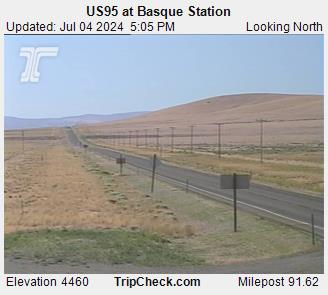 US95 at Basque Station
Updated: Jul 04 2024 5:05 PM Looking North
Elevation 4460 TripCheck.com Milepost 91.62